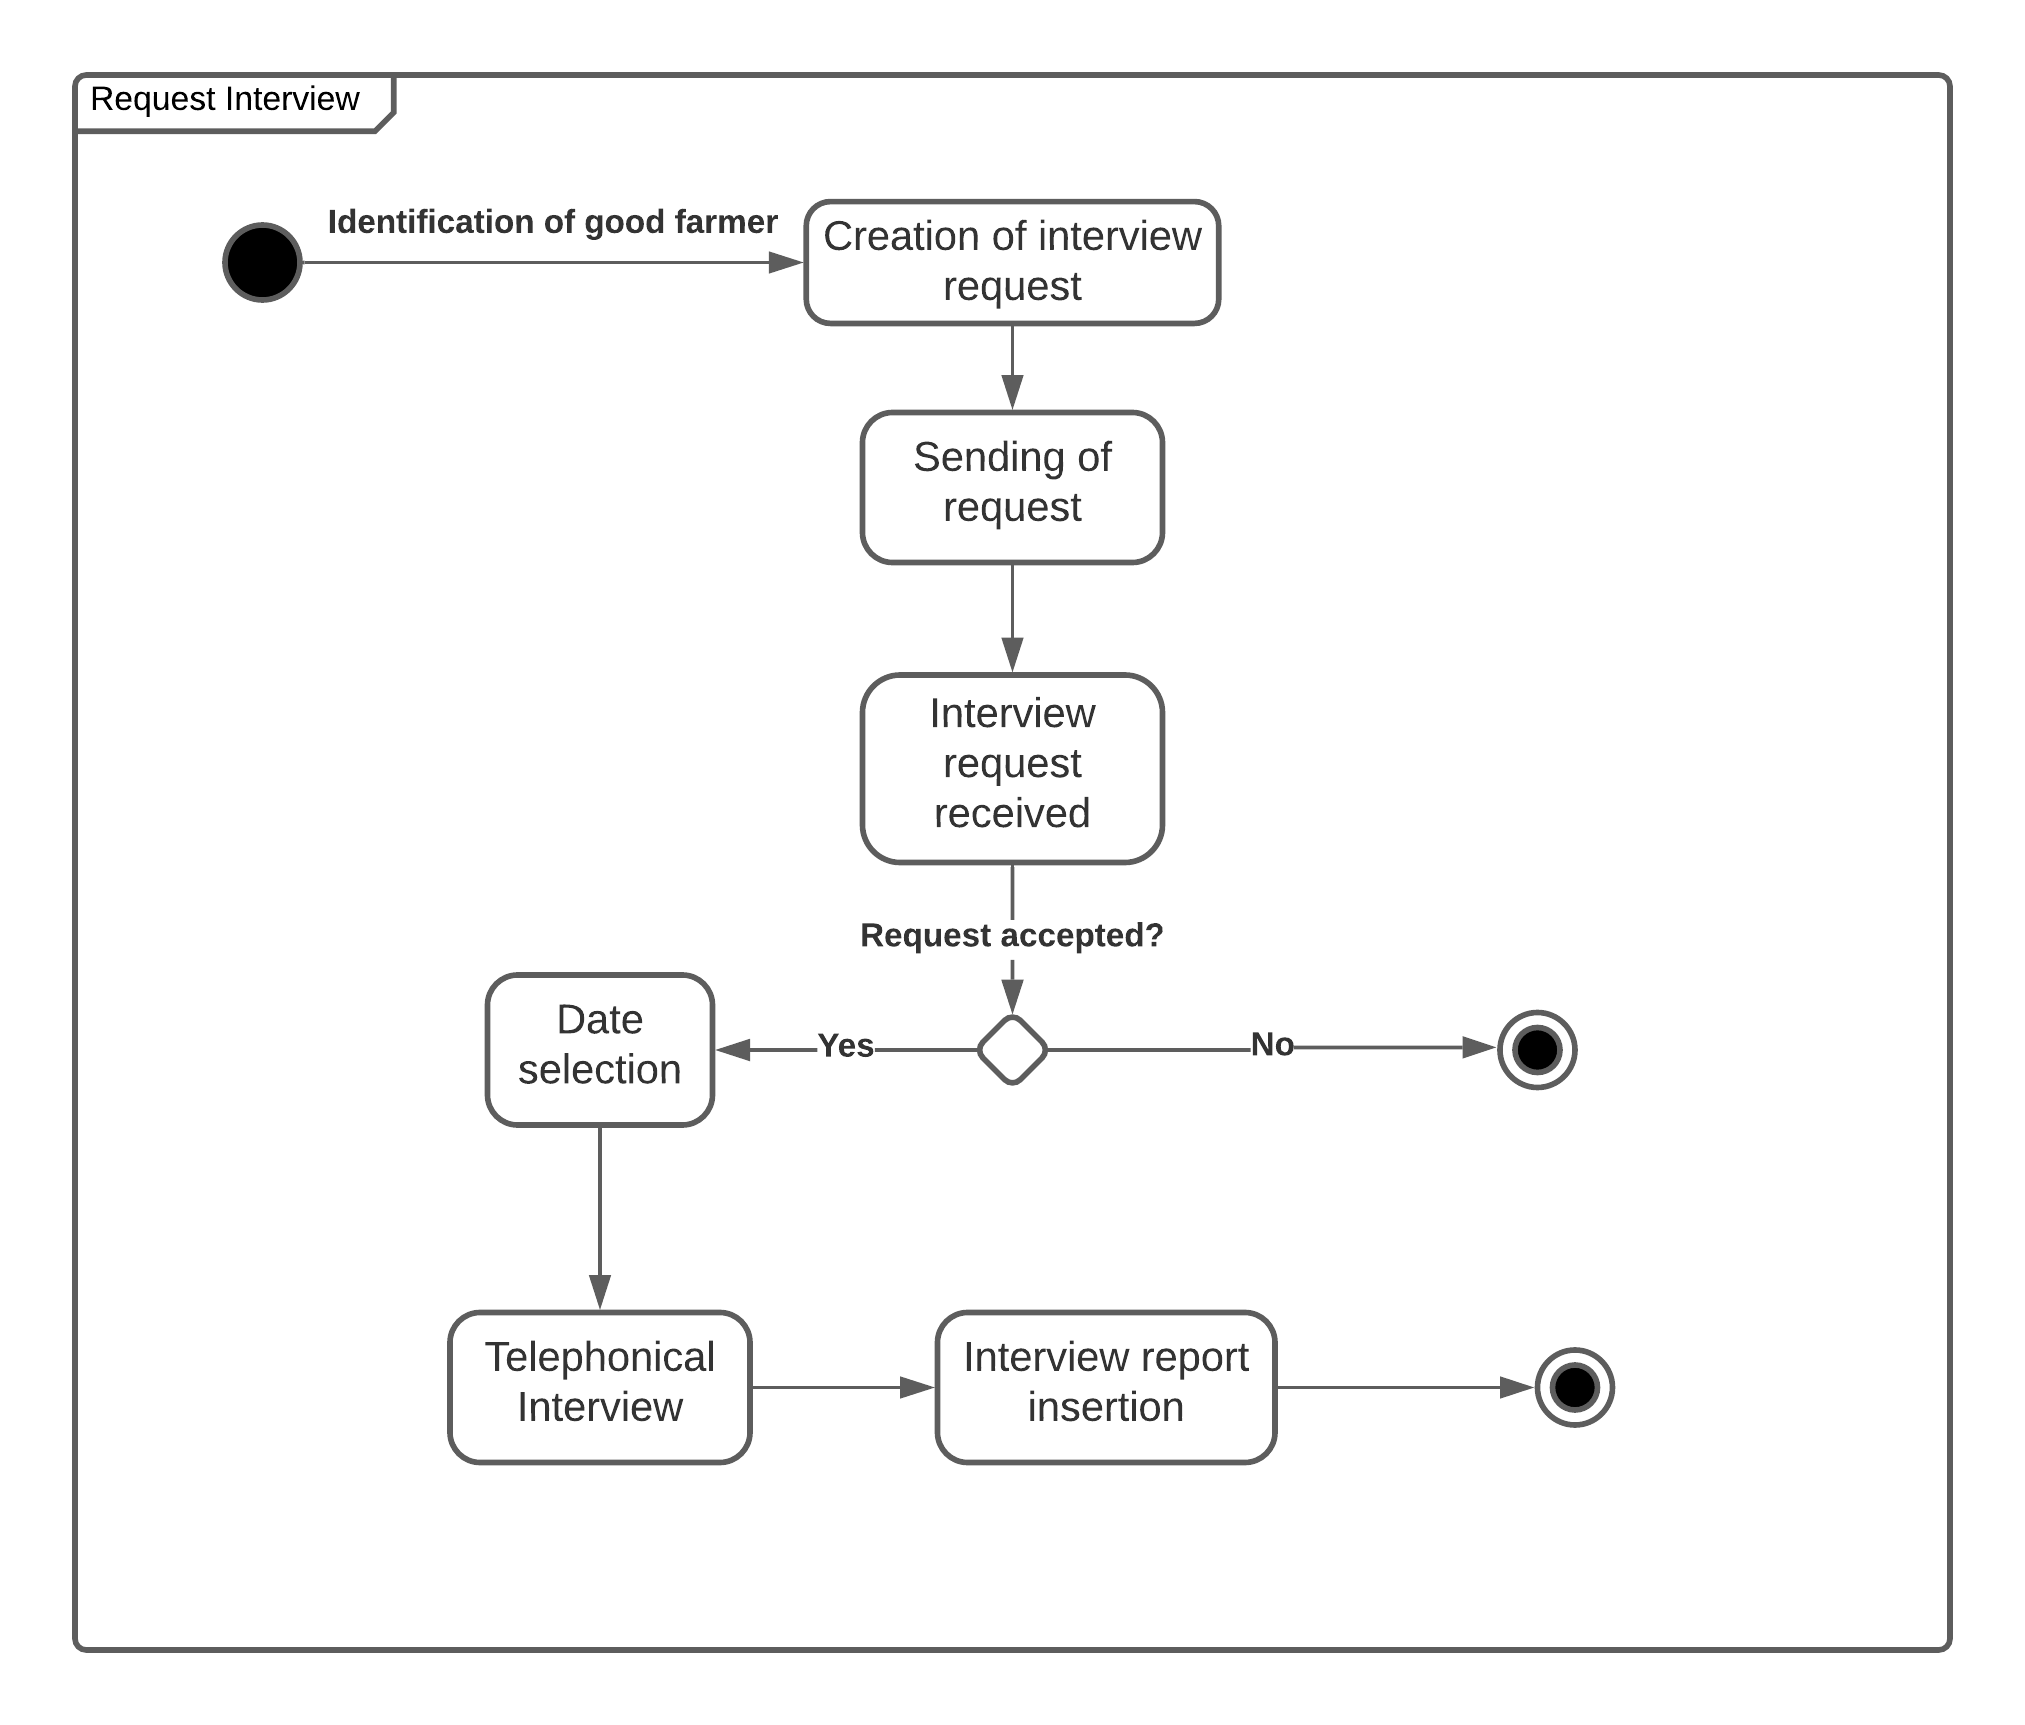 Request Interview
Identification of good farmer
Creation of interview
request
Sending of
request
Interview
request
received
Request accepted?
Date
selection
Yes
No
Telephonical
Interview
Interview report
insertion